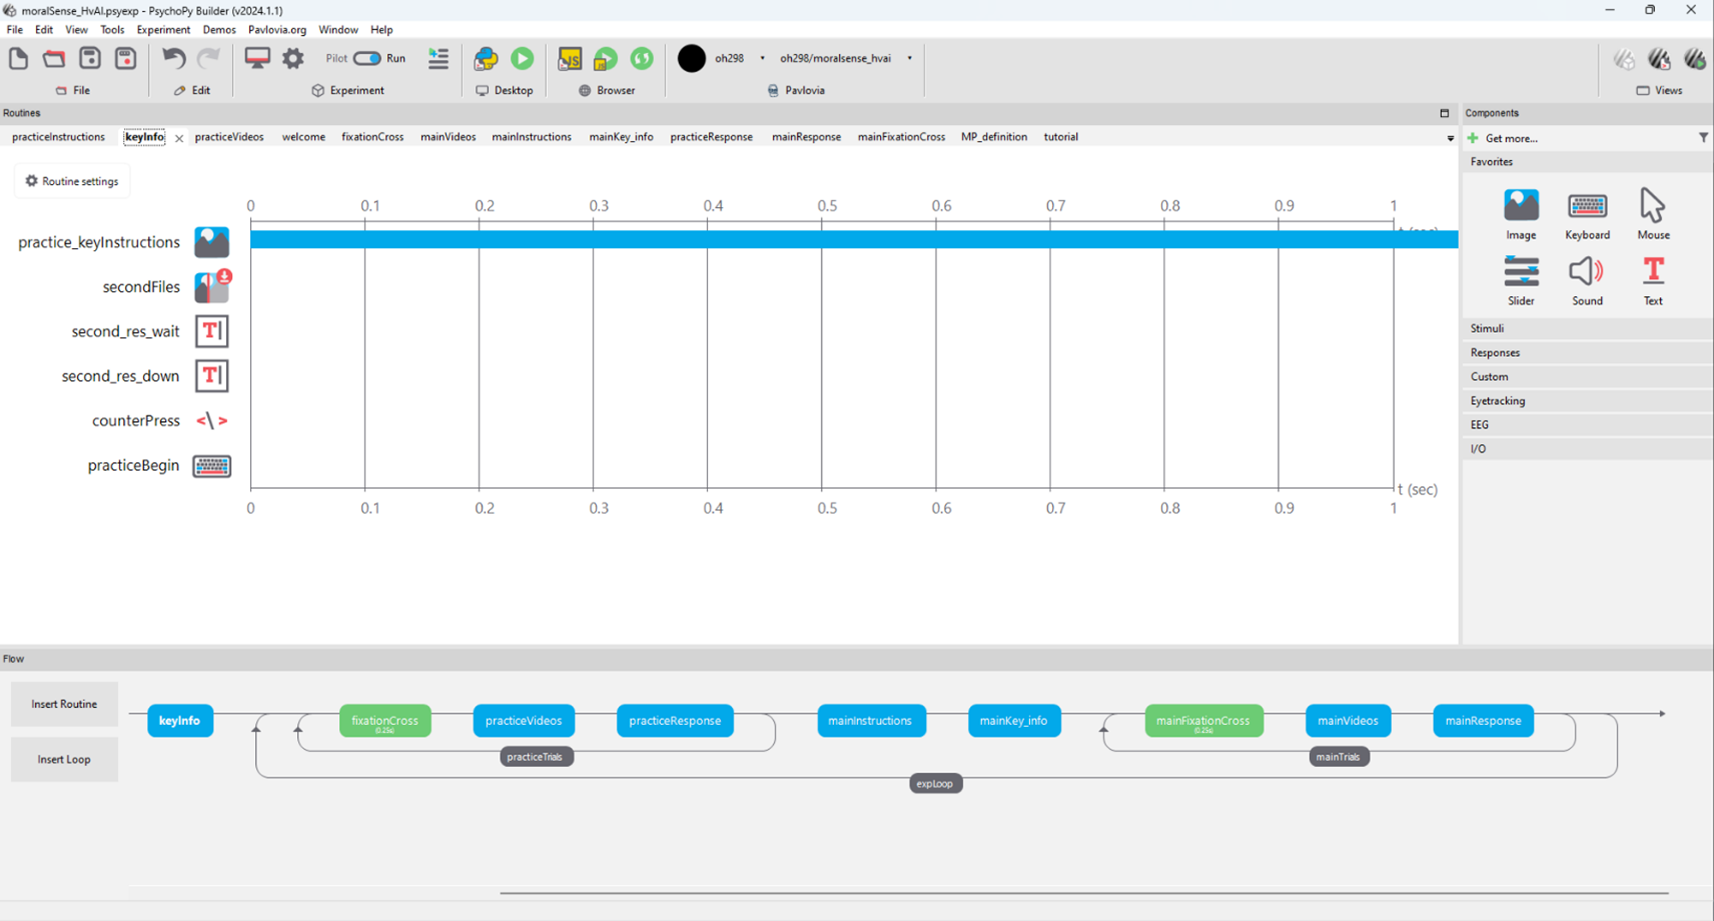 moralSense_HvAI.psyexp - PsychoPy Builder (v2024.1.1)
File Edit View Tools Experiment Demos Pavlovia.org Window Help
Pilot Run
JS
oh298 oh298/moralsense_hvai
File Edit Experiment Desktop Browser Pavlovia Views
Routines
Components
practiceInstructions keyInfo practiceVideos welcome fixationCross mainVideos mainInstructions mainKey_info practiceResponse mainResponse mainFixationCross MP_definition tutorial
Get more...
Favorites
Routine settings
0 0.1 0.2 0.3 0.4 0.5 0.6 0.7 0.8 0.9 1
t (sec)
practice_keyInstructions
secondFiles
second_res_wait
second_res_down
counterPress
practiceBegin
t (sec)
0 0.1 0.2 0.3 0.4 0.5 0.6 0.7 0.8 0.9 1
Image Keyboard Mouse
Slider Sound Text
Stimuli
Responses
Custom
Eyetracking
EEG
I/O
Flow
Insert Routine
Insert Loop
keyInfo fixationCross practiceVideos practiceResponse mainInstructions mainKey_info mainFixationCross mainVideos mainResponse
(0.25s) (0.25s)
practiceTrials mainTrials
expLoop